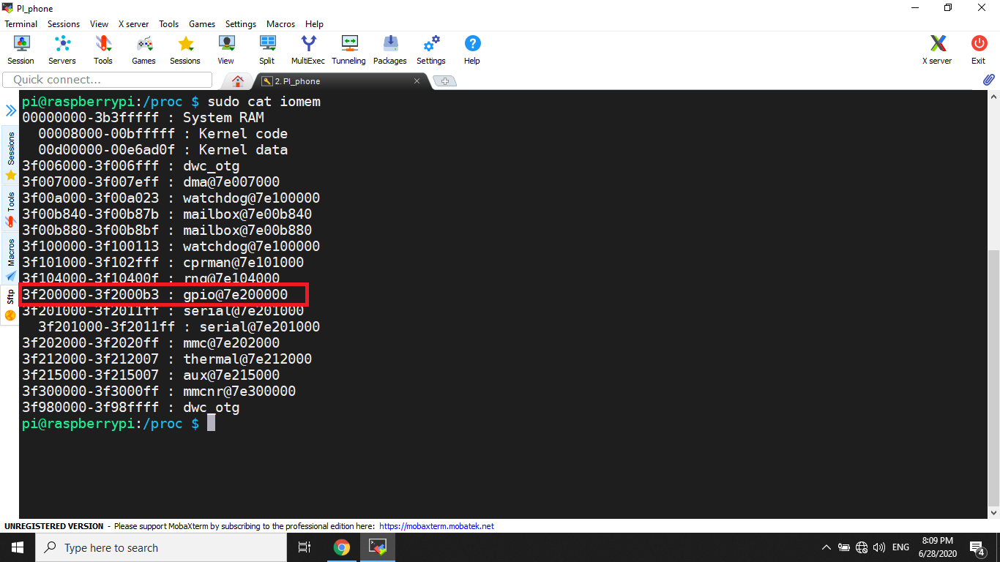 PI_phone
Terminal Sessions View X server Tools Games Settings Macros Help
Session Servers Tools Games Sessions View Split MultiExec Tunneling Packages Settings Help X server Exit
Quick connect...
2. PI_phone
Sessions
Tools
Macros
Sftp
pi@raspberrypi:/proc $ sudo cat iomem
00000000-3b3fffff : System RAM
00008000-00bfffff : Kernel code
00d00000-00e6ad0f : Kernel data
3f006000-3f006fff : dwc_otg
3f007000-3f007eff : dma@7e007000
3f00a000-3f00a023 : watchdog@7e100000
3f00b840-3f00b87b : mailbox@7e00b840
3f00b880-3f00b8bf : mailbox@7e00b880
3f100000-3f100113 : watchdog@7e100000
3f101000-3f102fff : cprman@7e101000
3f104000-3f10400f : rng@7e104000
3f200000-3f2000b3 : gpio@7e200000
3f201000-3f2011ff : serial@7e201000
3f201000-3f2011ff : serial@7e201000
3f202000-3f2020ff : mmc@7e202000
3f212000-3f212007 : thermal@7e212000
3f215000-3f215007 : aux@7e215000
3f300000-3f3000ff : mmcnr@7e300000
3f980000-3f98ffff : dwc_otg
pi@raspberrypi:/proc $
UNREGISTERED VERSION - Please support MobaXterm by subscribing to the professional edition here: https://mobaxterm.mobatek.net
Type here to search
ENG
8:09 PM
6/28/2020
4